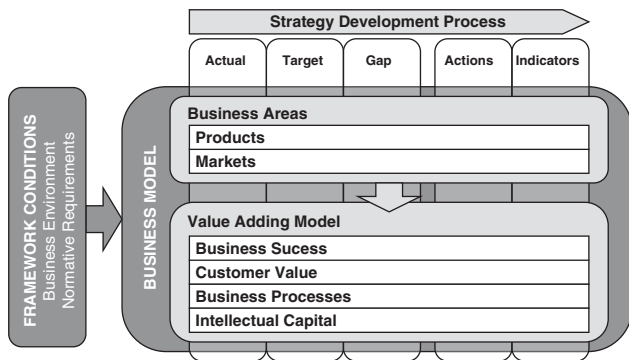 Strategy Development Process
Actual Target Gap Actions Indicators
FRAMEWORK CONDITIONS
Business Environment
Normative Requirements
BUSINESS MODEL
Business Areas
Products
Markets
Value Adding Model
Business Sucess
Customer Value
Business Processes
Intellectual Capital